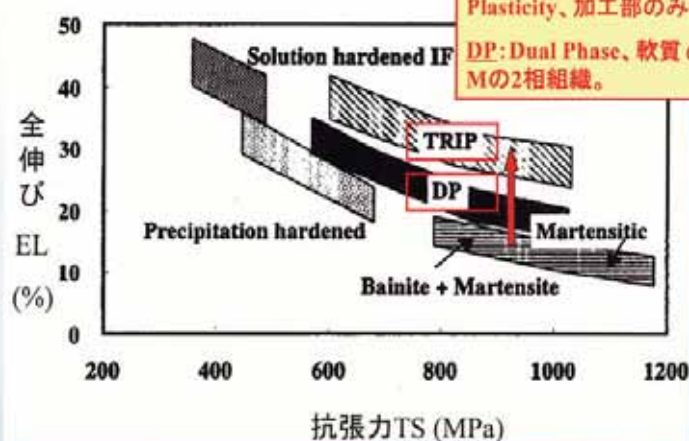 Plasticity、加工部のみ
DP:Dual Phase、軟質
Mの2相組織。
50
40
30
20
10
0
全伸び
EL
(%)
Solution hardened IF
TRIP
DP
Precipitation hardened
Martensitic
Bainite + Martensite
200
400
600
800
1000
1200
抗張力TS (MPa)